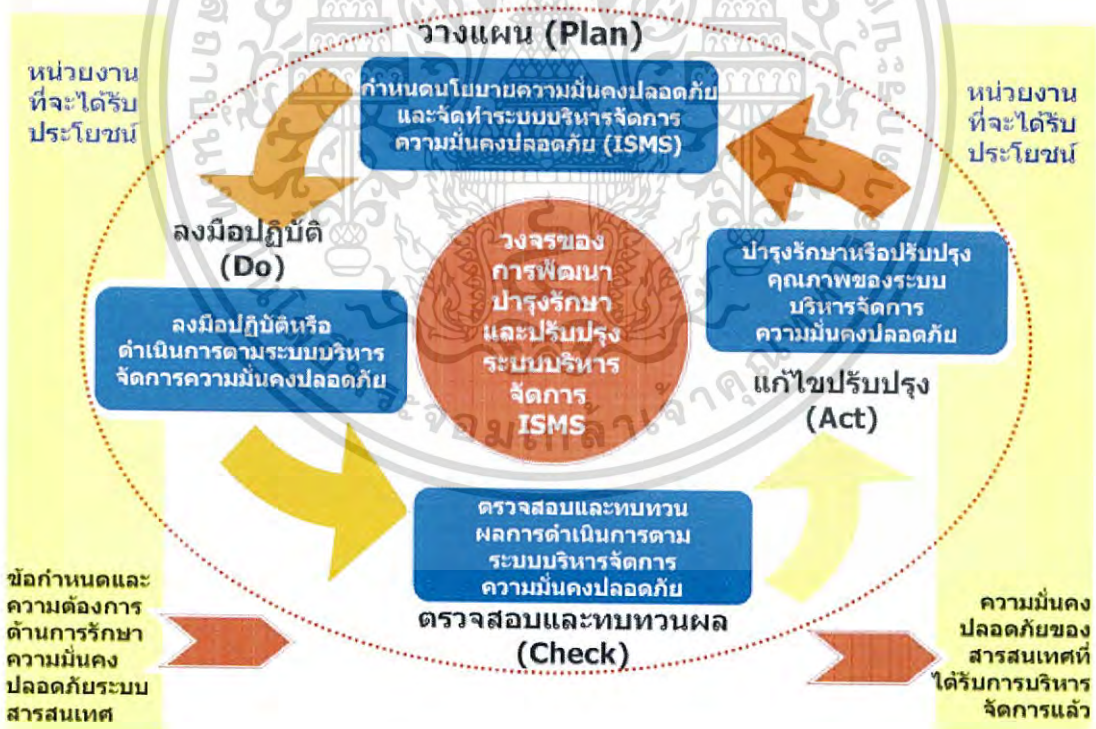 วางแผน (Plan)
หน่วยงาน
ที่จะได้รับ
ประโยชน์
กำหนดนโยบายความมั่นคงปลอดภัย
และจัดทำระบบบริหารจัดการ
ความมั่นคงปลอดภัย (ISMS)
หน่วยงาน
ที่จะได้รับ
ประโยชน์
ลงมือปฏิบัติ
(Do)
ลงมือปฏิบัติหรือ
ดำเนินการตามระบบบริหาร
จัดการความมั่นคงปลอดภัย
วงจรของ
การพัฒนา
บำรุงรักษา
และปรับปรุง
ระบบบริหาร
จัดการ
ISMS
บำรุงรักษาหรือปรับปรุง
คุณภาพของระบบ
บริหารจัดการ
ความมั่นคงปลอดภัย
แก้ไขปรับปรุง
(Act)
ตรวจสอบและทบทวน
ผลการดำเนินการตาม
ระบบบริหารจัดการ
ความมั่นคงปลอดภัย
ตรวจสอบและทบทวนผล
(Check)
ข้อกำหนดและ
ความต้องการ
ด้านการรักษา
ความมั่นคง
ปลอดภัยระบบ
สารสนเทศ
ความมั่นคง
ปลอดภัยของ
สารสนเทศที่
ได้รับการบริหาร
จัดการแล้ว